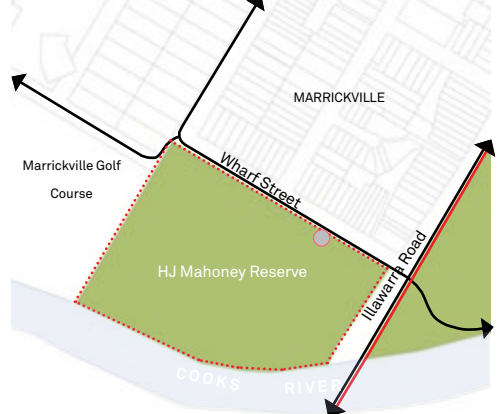 MARRICKVILLE
Marrickville Golf
Course
Wharf Street
Illawarra Road
HJ Mahoney Reserve
COOKS RIVER